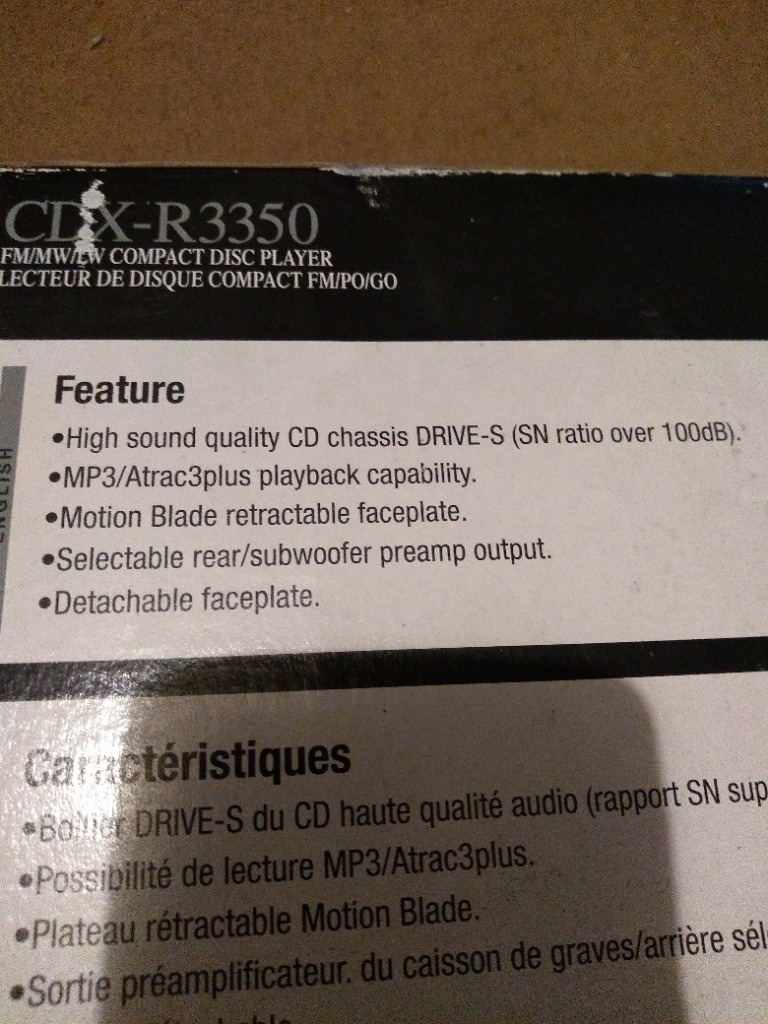 CDX-R3350
FM/MW/LW COMPACT DISC PLAYER
LECTEUR DE DISQUE COMPACT FM/PO/GO
ENGLISH
Feature
•High sound quality CD chassis DRIVE-S (SN ratio over 100dB).
•MP3/Atrac3plus playback capability.
•Motion Blade retractable faceplate.
•Selectable rear/subwoofer preamp output.
•Detachable faceplate.
Caractéristiques
•Boîtier DRIVE-S du CD haute qualité audio (rapport SN sup
•Possibilité de lecture MP3/Atrac3plus.
•Plateau rétractable Motion Blade.
•Sortie préamplificateur. du caisson de graves/arrière sél